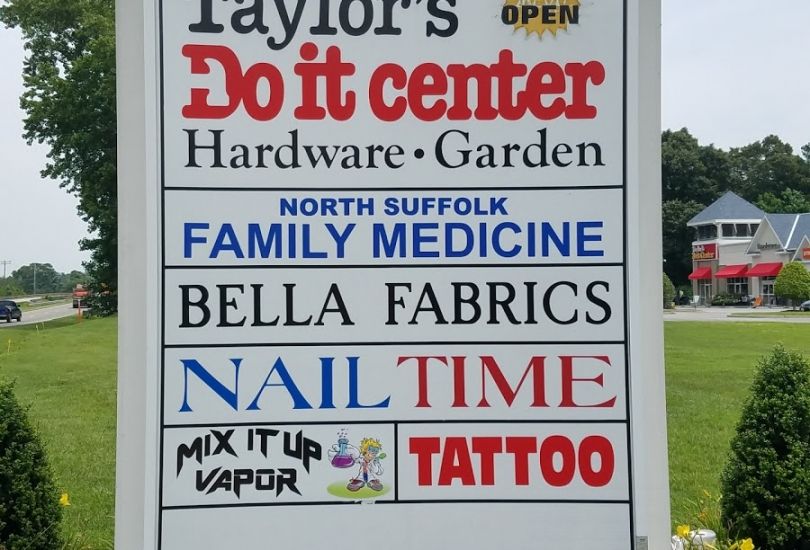 Taylor's
OPEN
Do it center
Hardware • Garden
NORTH SUFFOLK
FAMILY MEDICINE
BELLA FABRICS
NAIL TIME
MIX IT UP
VAPOR
TATTOO